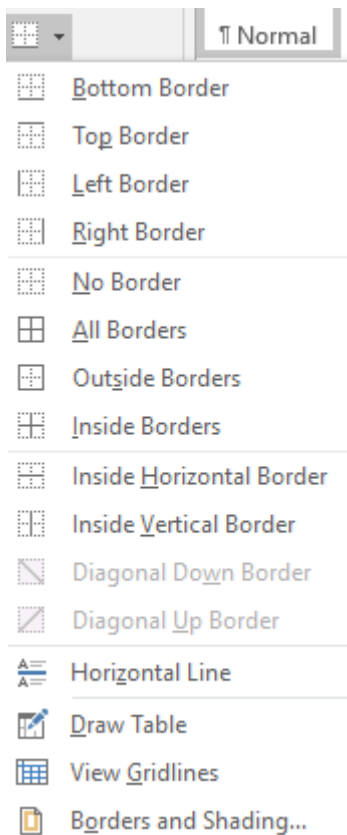 ¶ Normal
Bottom Border
Top Border
Left Border
Right Border
No Border
All Borders
Outside Borders
Inside Borders
Inside Horizontal Border
Inside Vertical Border
Diagonal Down Border
Diagonal Up Border
Horizontal Line
Draw Table
View Gridlines
Borders and Shading...